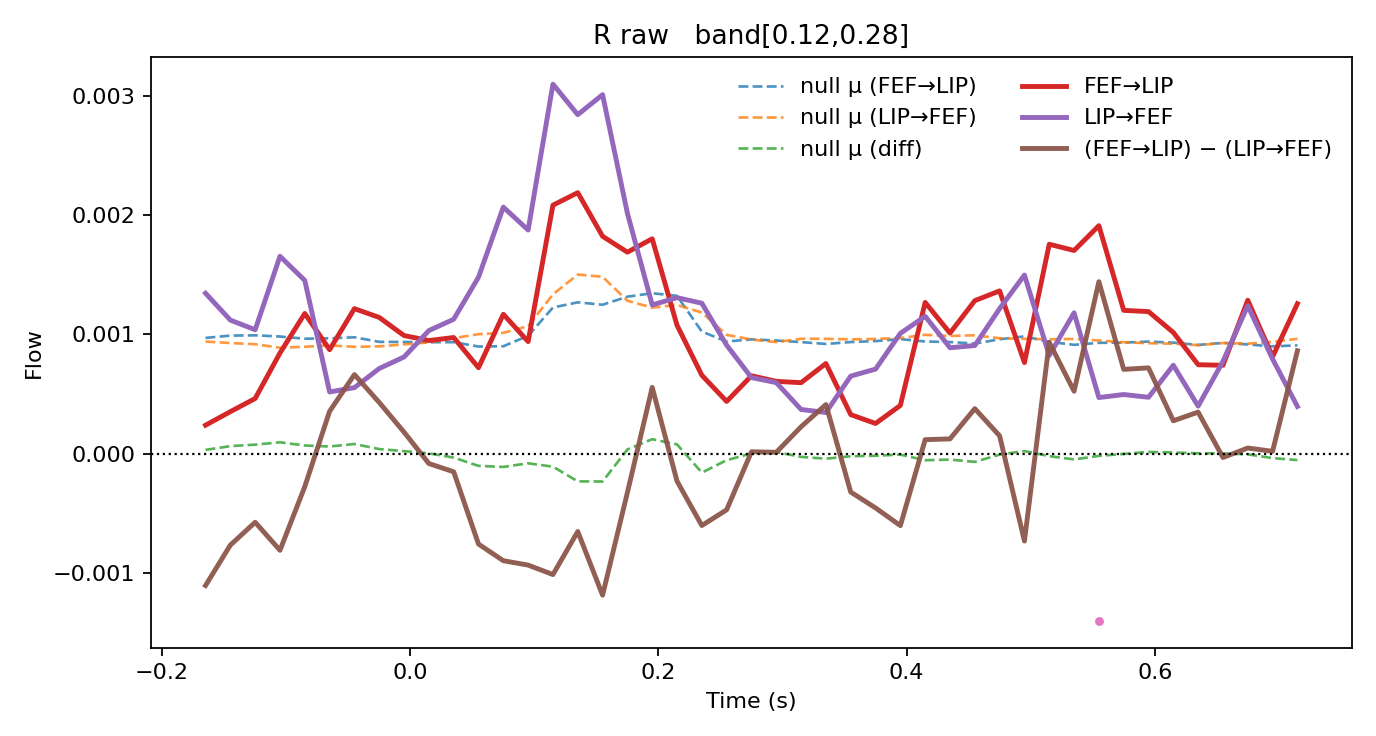 R raw   band[0.12,0.28]
null μ (FEF→LIP)
null μ (LIP→FEF)
null μ (diff)
FEF→LIP
LIP→FEF
(FEF→LIP) − (LIP→FEF)
Flow
0.003
0.002
0.001
0.000
−0.001
−0.2
0.0
0.2
0.4
0.6
Time (s)